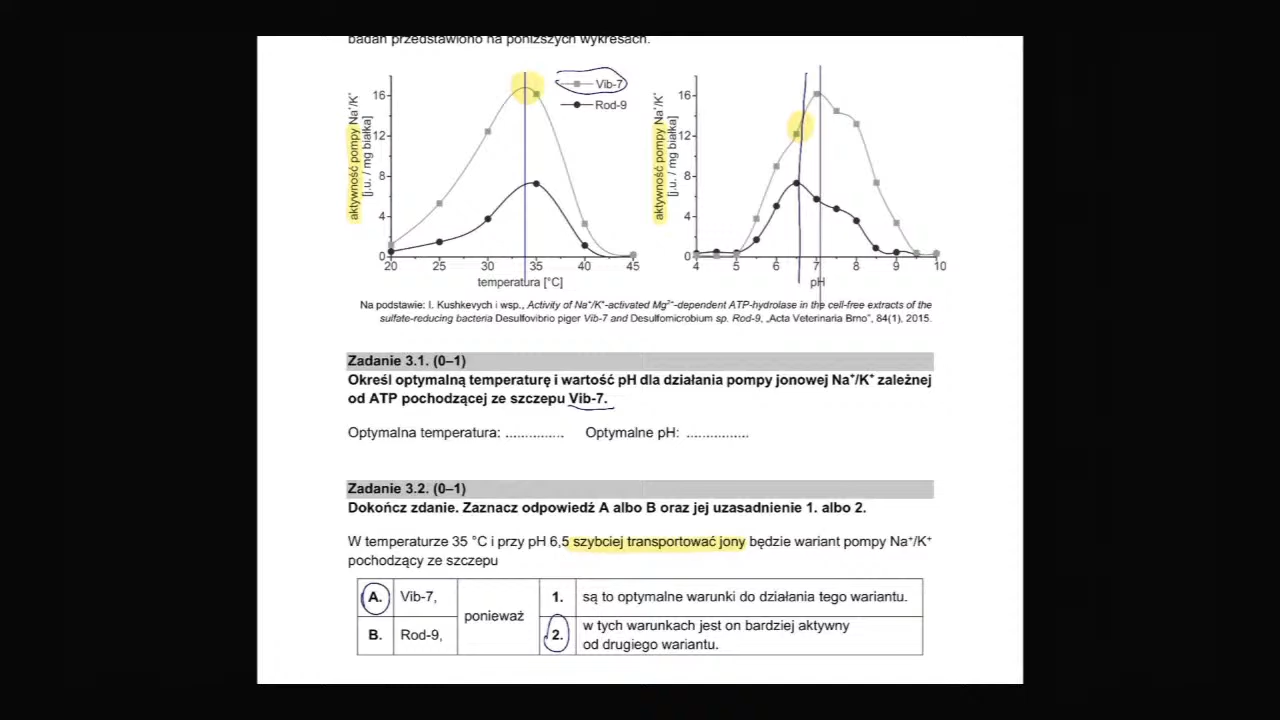 badań przedstawiono na poniższych wykresach.
aktywność pompy Na⁺/K⁺
[j.u. / mg białka]
16
12
8
4
0
20 25 30 35 40 45
temperatura [°C]
Vib-7
Rod-9
aktywność pompy Na⁺/K⁺
[j.u. / mg białka]
16
12
8
4
0
4 5 6 7 8 9 10
pH
Na podstawie: I. Kushkevych i wsp., Activity of Na⁺/K⁺-activated Mg²⁺-dependent ATP-hydrolase in the cell-free extracts of the
sulfate-reducing bacteria Desulfovibrio piger Vib-7 and Desulfomicrobium sp. Rod-9, „Acta Veterinaria Brno”, 84(1), 2015.
Zadanie 3.1. (0–1)
Określ optymalną temperaturę i wartość pH dla działania pompy jonowej Na⁺/K⁺ zależnej
od ATP pochodzącej ze szczepu Vib-7.
Optymalna temperatura: ............... Optymalne pH: ................
Zadanie 3.2. (0–1)
Dokończ zdanie. Zaznacz odpowiedź A albo B oraz jej uzasadnienie 1. albo 2.
W temperaturze 35 °C i przy pH 6,5 szybciej transportować jony będzie wariant pompy Na⁺/K⁺
pochodzący ze szczepu
A. Vib-7,
B. Rod-9,
ponieważ
1. są to optymalne warunki do działania tego wariantu.
2. w tych warunkach jest on bardziej aktywny
od drugiego wariantu.